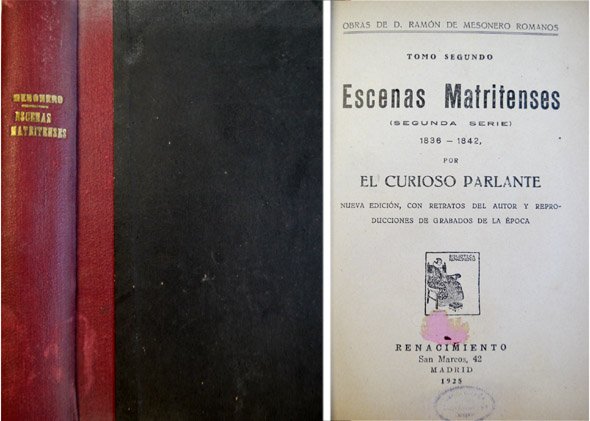 MESONERO
ESCENAS
MATRITENSES
OBRAS DE D. RAMÓN DE MESONERO ROMANOS
TOMO SEGUNDO
Escenas Matritenses
(SEGUNDA SERIE)
1836 — 1842,
POR
EL CURIOSO PARLANTE
NUEVA EDICIÓN, CON RETRATOS DEL AUTOR Y REPRO-
DUCCIONES DE GRABADOS DE LA ÉPOCA
BIBLIOTECA
RENACIMIENTO
San Marcos, 42
MADRID
1925